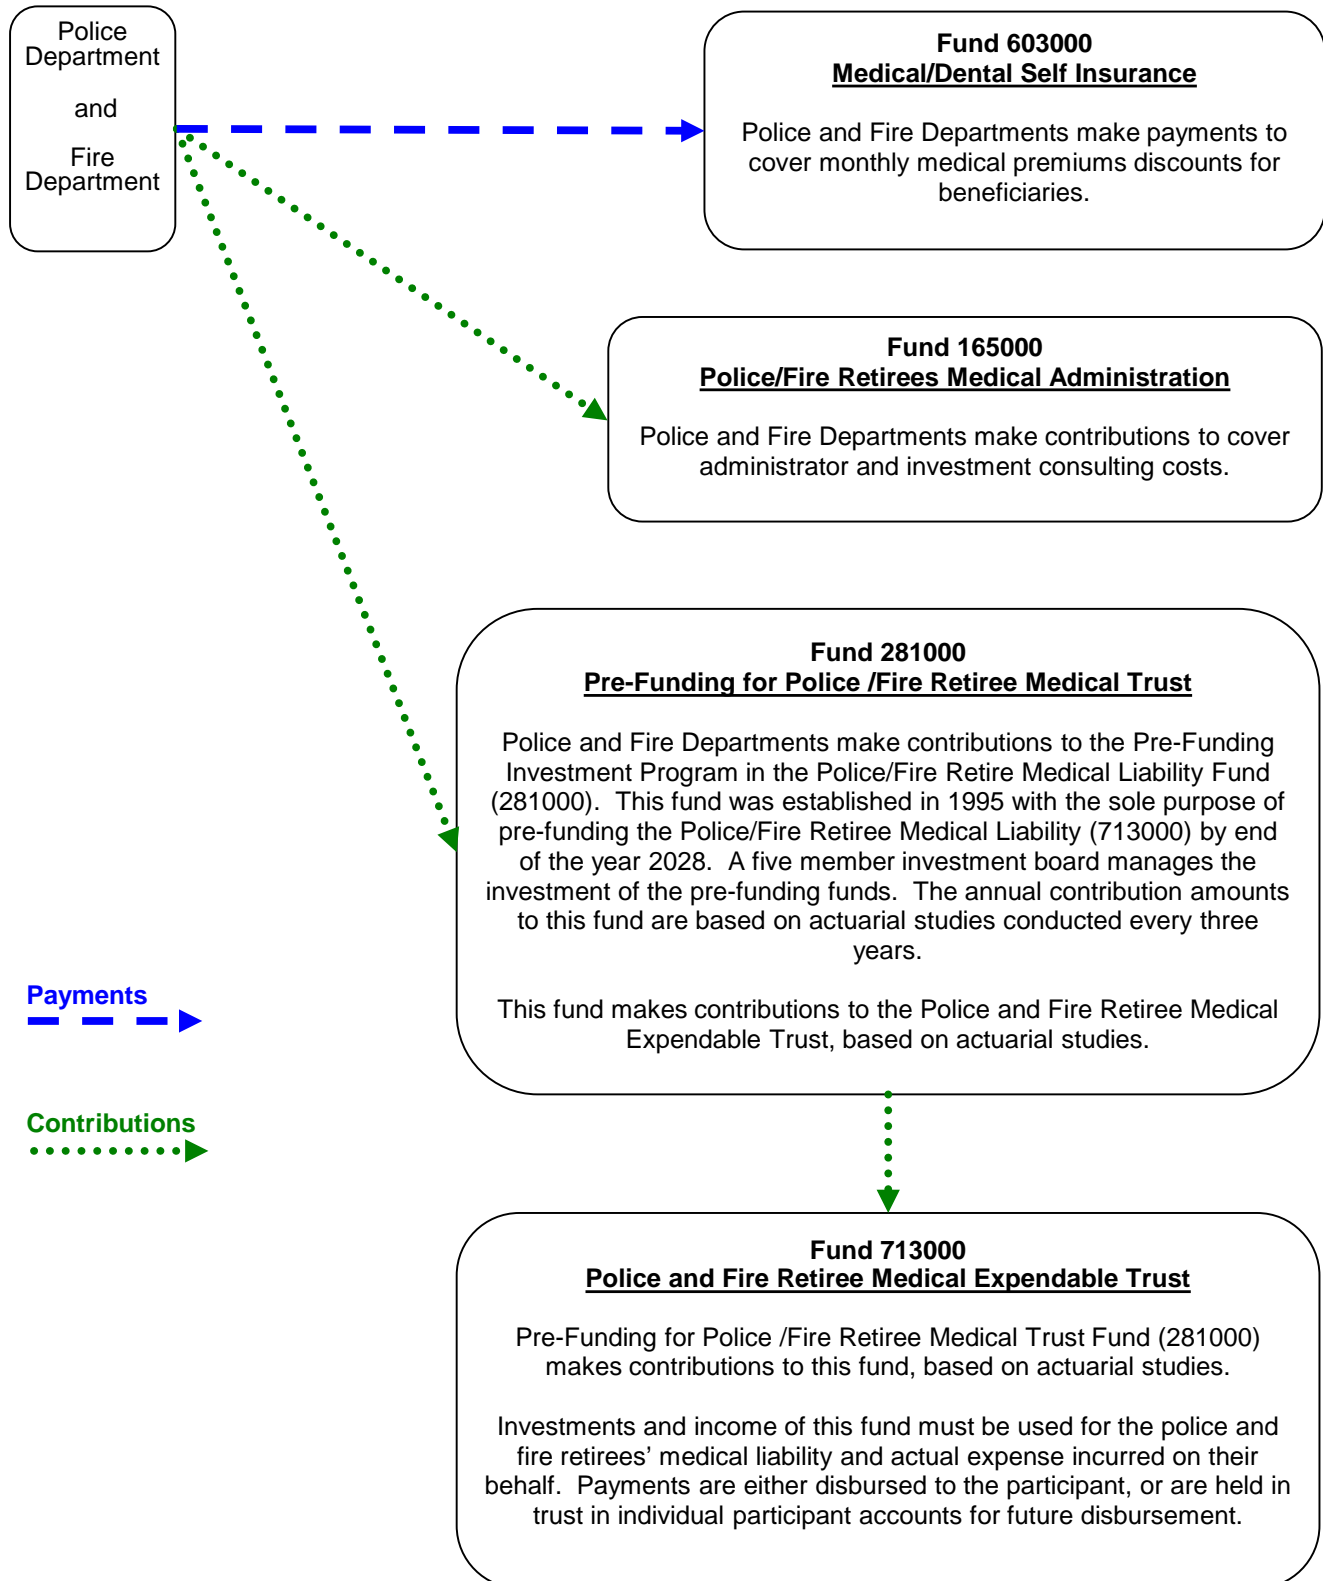 Police
Department
and
Fire
Department
Fund 603000
Medical/Dental Self Insurance
Police and Fire Departments make payments to
cover monthly medical premiums discounts for
beneficiaries.
Fund 165000
Police/Fire Retirees Medical Administration
Police and Fire Departments make contributions to cover
administrator and investment consulting costs.
Fund 281000
Pre-Funding for Police /Fire Retiree Medical Trust
Police and Fire Departments make contributions to the Pre-Funding
Investment Program in the Police/Fire Retire Medical Liability Fund
(281000).  This fund was established in 1995 with the sole purpose of
pre-funding the Police/Fire Retiree Medical Liability (713000) by end
of the year 2028.  A five member investment board manages the
investment of the pre-funding funds.  The annual contribution amounts
to this fund are based on actuarial studies conducted every three
years.
This fund makes contributions to the Police and Fire Retiree Medical
Expendable Trust, based on actuarial studies.
Payments
Contributions
Fund 713000
Police and Fire Retiree Medical Expendable Trust
Pre-Funding for Police /Fire Retiree Medical Trust Fund (281000)
makes contributions to this fund, based on actuarial studies.
Investments and income of this fund must be used for the police and
fire retirees’ medical liability and actual expense incurred on their
behalf.  Payments are either disbursed to the participant, or are held in
trust in individual participant accounts for future disbursement.